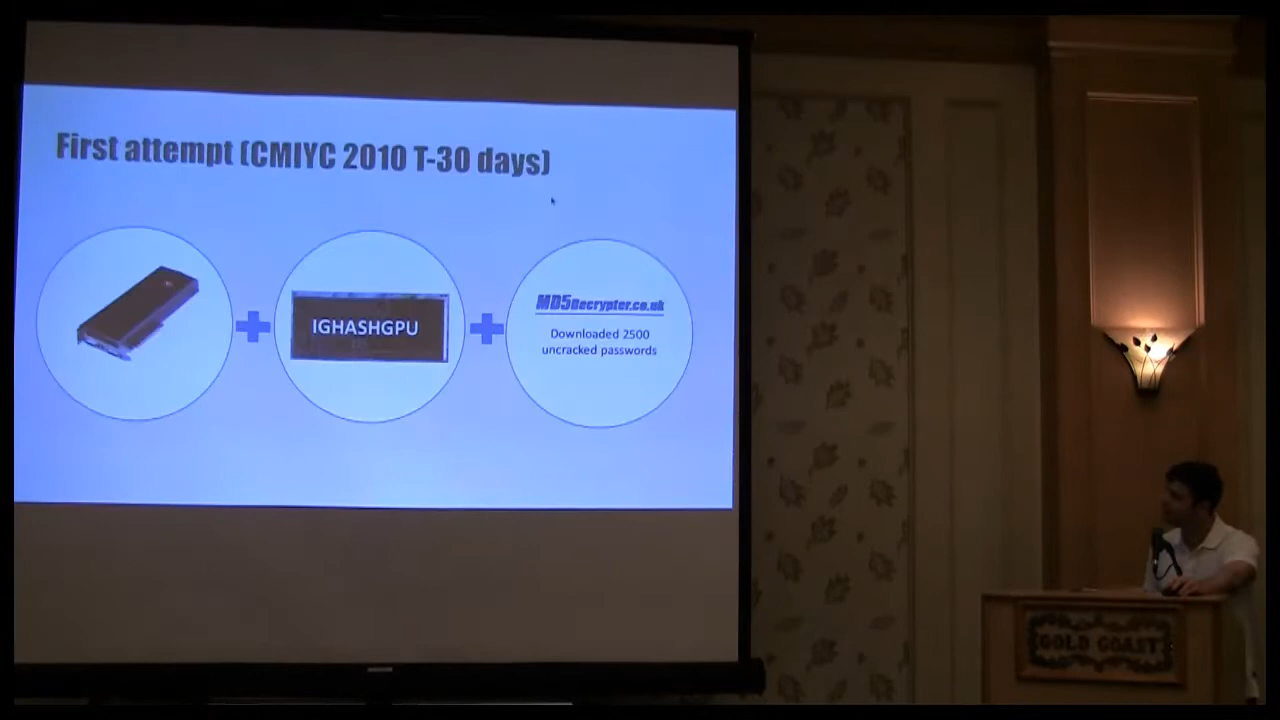 First attempt (CMIYC 2010 T-30 days)
IGHASHGPU
MD5Decrypter.co.uk
Downloaded 2500
uncracked passwords
GOLD COAST